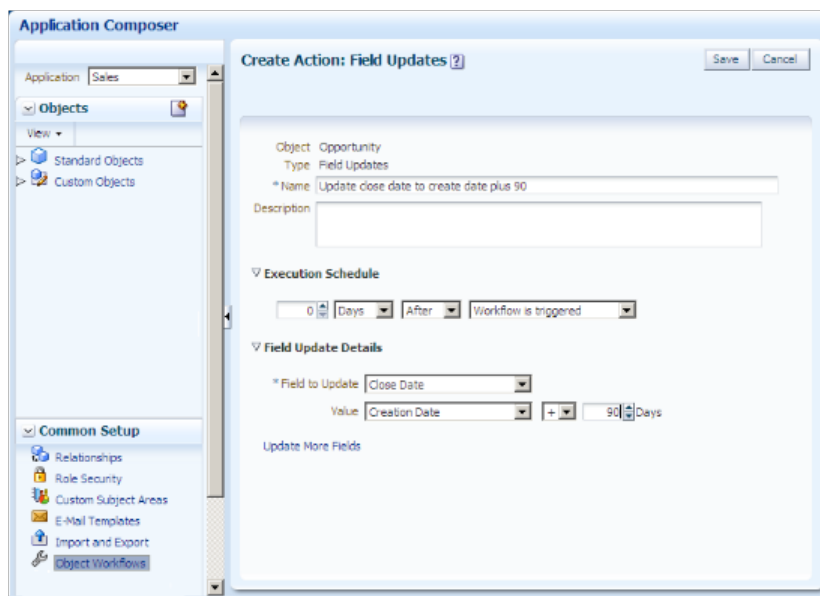 Application Composer
Application Sales
Objects
View
Standard Objects
Custom Objects
Common Setup
Relationships
Role Security
Custom Subject Areas
E-Mail Templates
Import and Export
Object Workflows
Create Action: Field Updates ? Save Cancel
Object Opportunity
Type Field Updates
* Name Update close date to create date plus 90
Description
Execution Schedule
0 Days After Workflow is triggered
Field Update Details
* Field to Update Close Date
Value Creation Date + 90 Days
Update More Fields